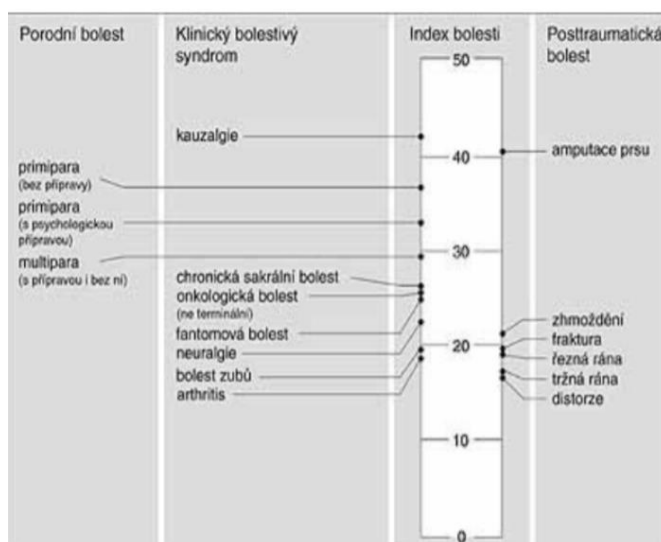 Porodní bolest
Klinický bolestivý
syndrom
Index bolesti
Posttraumatická
bolest
50
kauzalgie
amputace prsu
40
primipara
(bez přípravy)
primipara
(s psychologickou
přípravou)
30
multipara
(s přípravou i bez ní)
chronická sakrální bolest
onkologická bolest
(ne terminální)
fantomová bolest
neuralgie
bolest zubů
arthritis
zhmoždění
fraktura
20
řezná rána
tržná rána
distorze
10
0